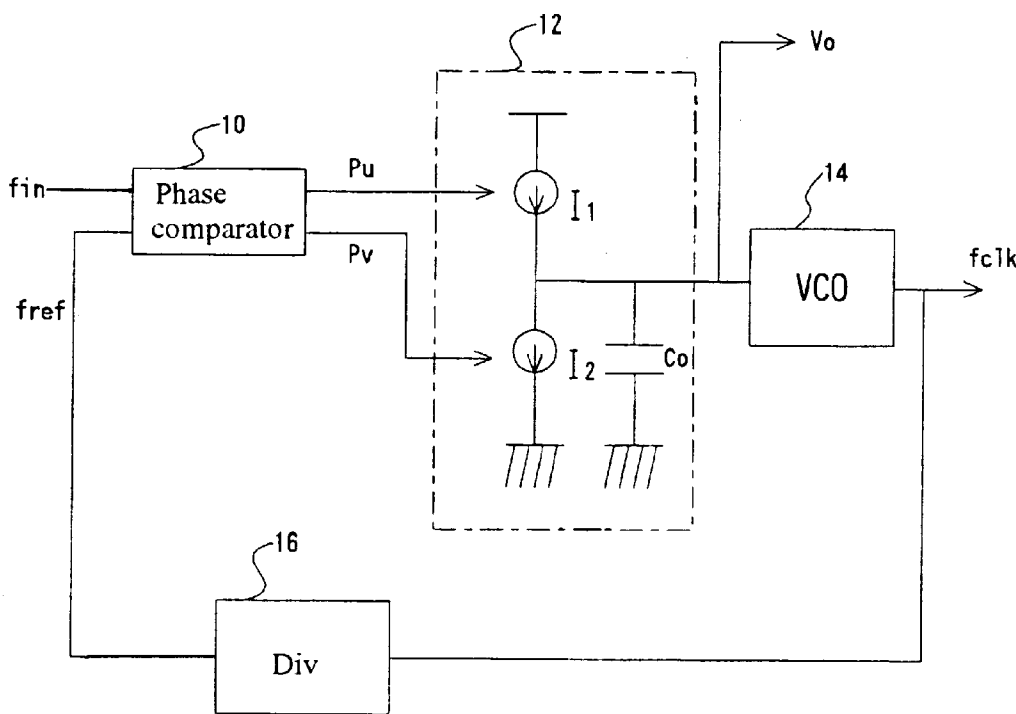 12
Vo
10
Pu
14
fin
Phase
comparator
I1
Pv
VCO
fclk
fref
I2
Co
16
Div